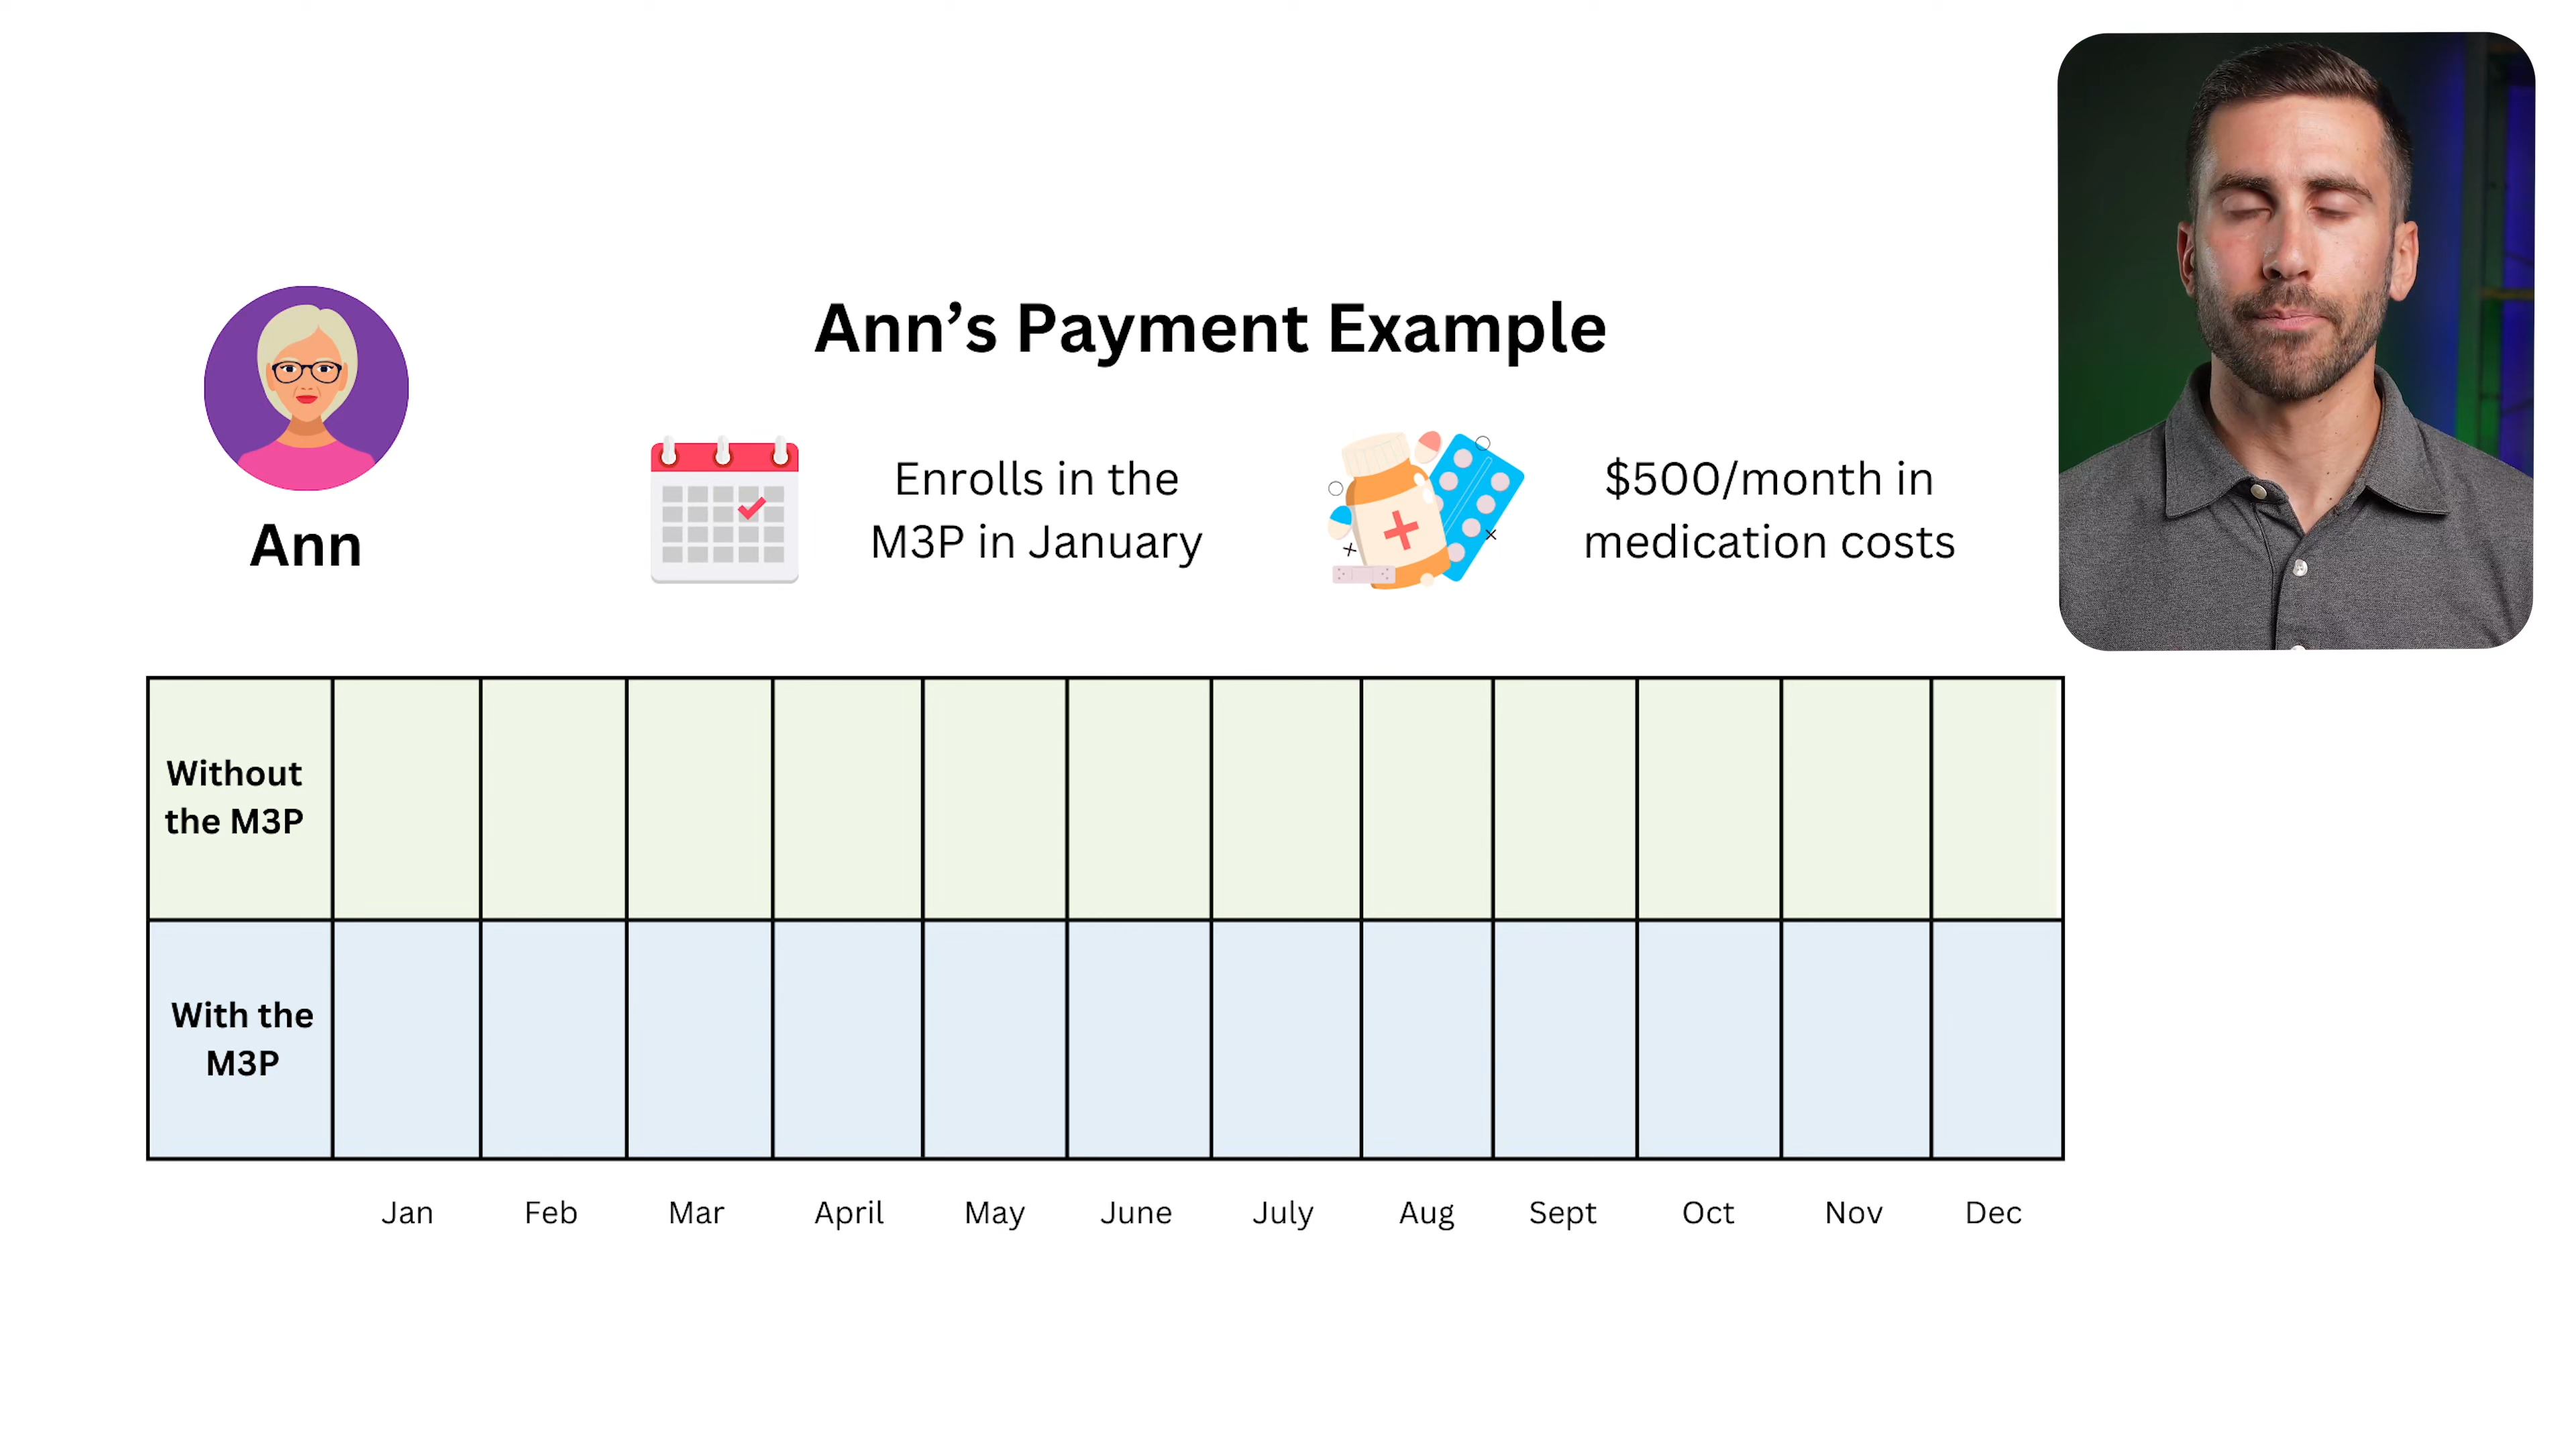 Ann’s Payment Example
Ann
Enrolls in the
M3P in January
$500/month in
medication costs
Without
the M3P
With the
M3P
Jan Feb Mar April May June July Aug Sept Oct Nov Dec